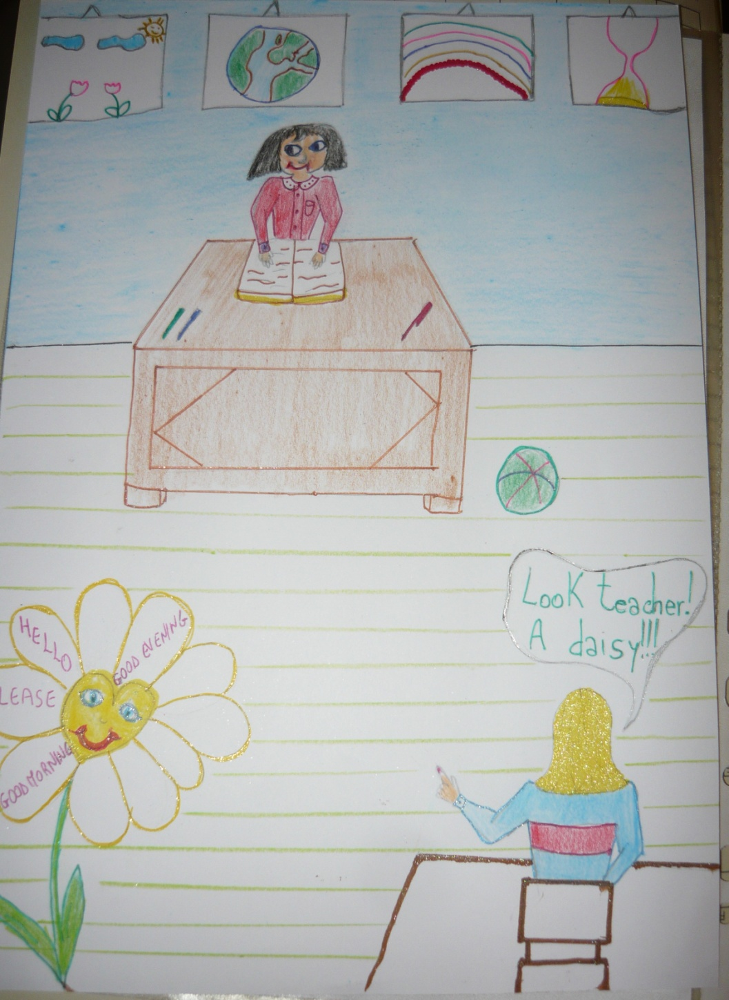 Look teacher!
A daisy!!!
HELLO
GOOD EVENING
LEASE
GOOD MORNING